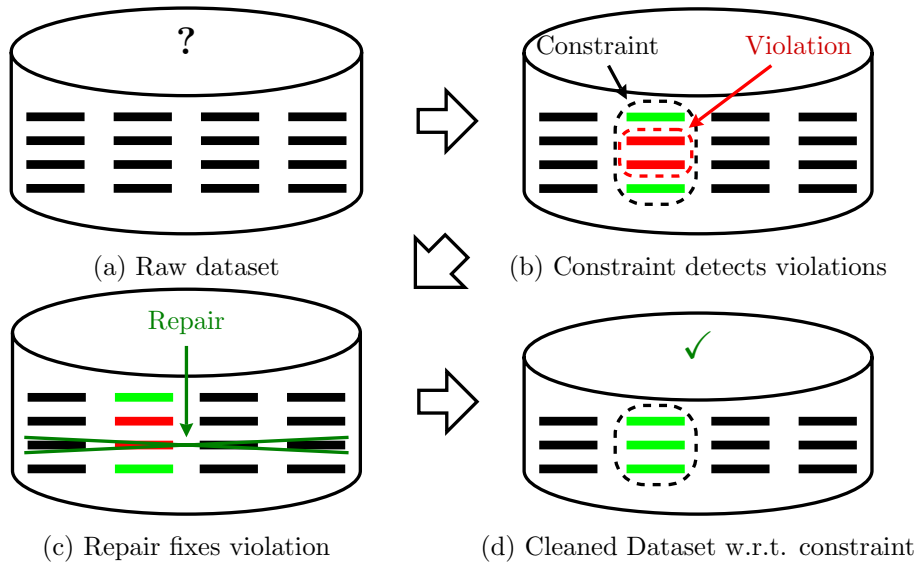 ?
Constraint
Violation
(a) Raw dataset
(b) Constraint detects violations
Repair
✓
(c) Repair fixes violation
(d) Cleaned Dataset w.r.t. constraint